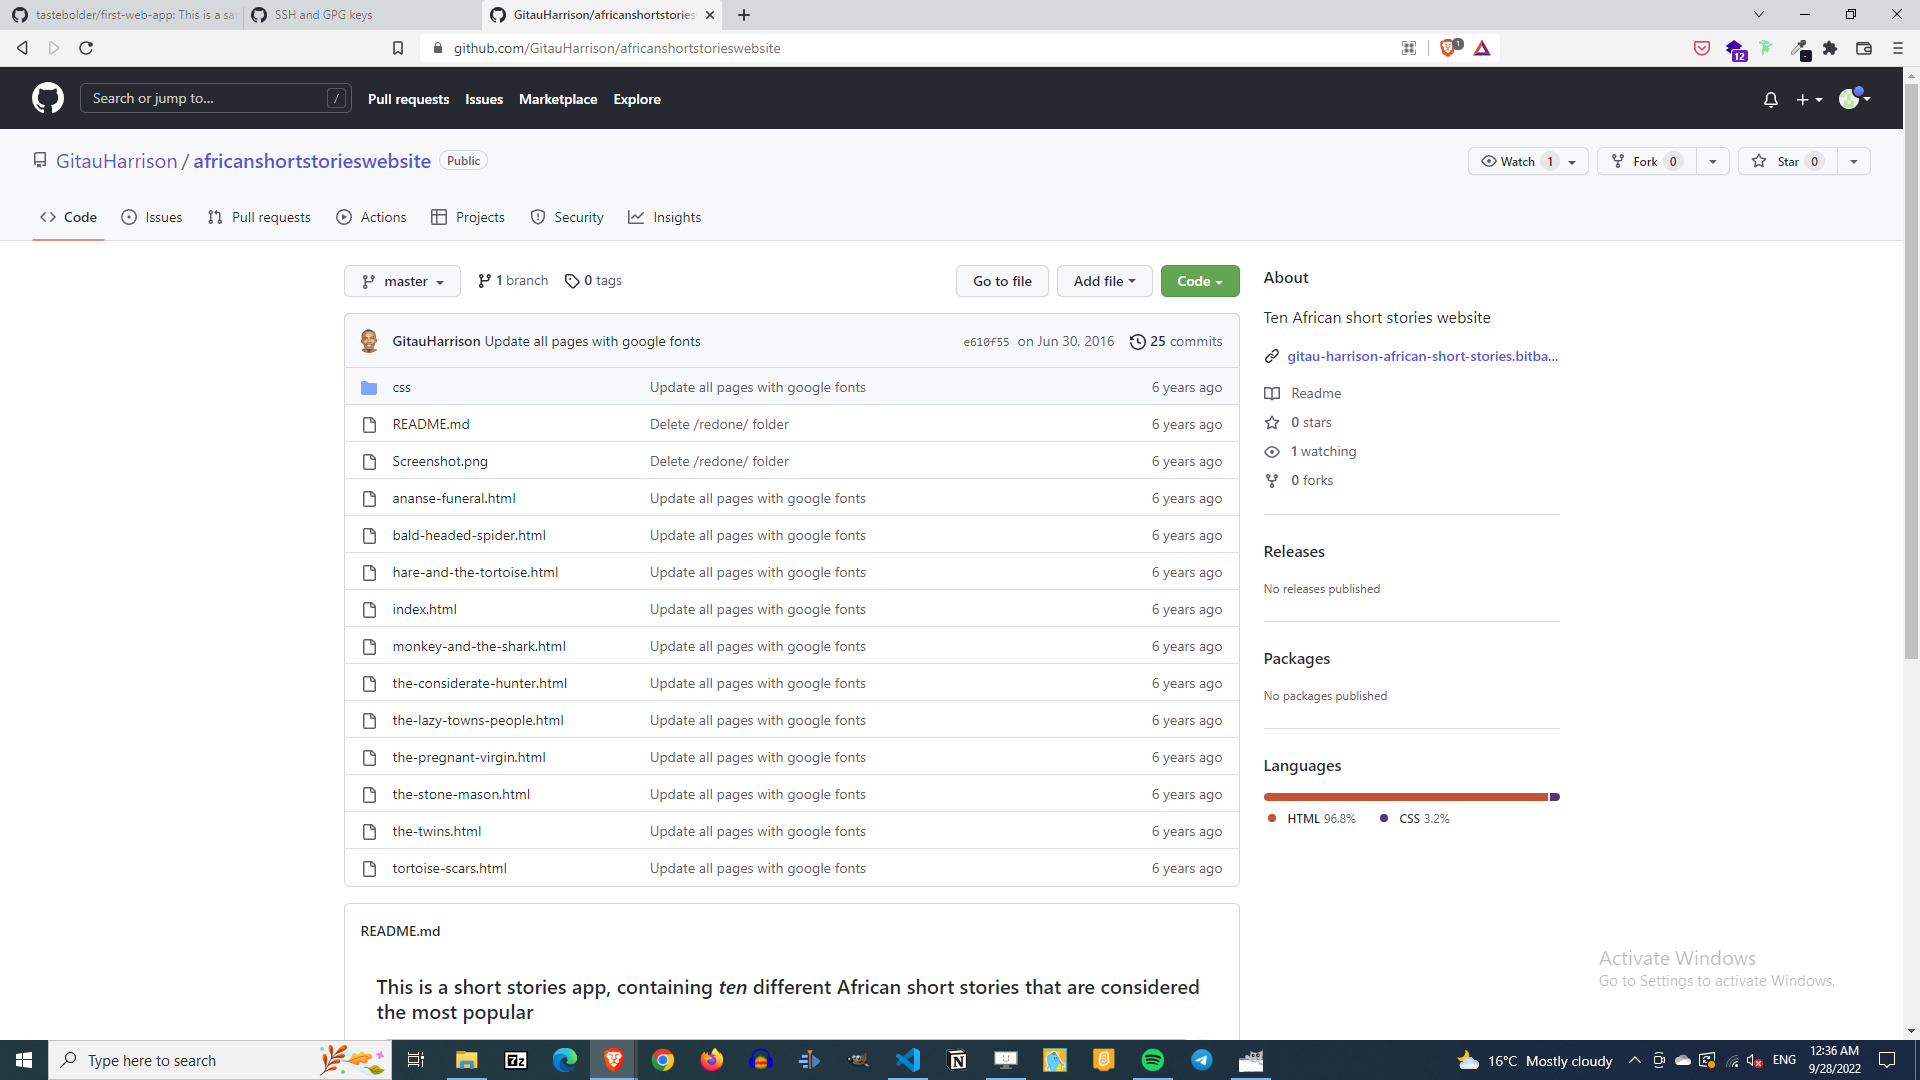 tastebolder/first-web-app: This is a sa
SSH and GPG keys
GitauHarrison/africanshortstories
github.com/GitauHarrison/africanshortstorieswebsite
1
12
Search or jump to... /
Pull requests Issues Marketplace Explore
GitauHarrison / africanshortstorieswebsite Public
Watch 1 Fork 0 Star 0
Code Issues Pull requests Actions Projects Security Insights
master 1 branch 0 tags Go to file Add file Code
GitauHarrison Update all pages with google fonts e610f55 on Jun 30, 2016 25 commits
css Update all pages with google fonts 6 years ago
README.md Delete /redone/ folder 6 years ago
Screenshot.png Delete /redone/ folder 6 years ago
ananse-funeral.html Update all pages with google fonts 6 years ago
bald-headed-spider.html Update all pages with google fonts 6 years ago
hare-and-the-tortoise.html Update all pages with google fonts 6 years ago
index.html Update all pages with google fonts 6 years ago
monkey-and-the-shark.html Update all pages with google fonts 6 years ago
the-considerate-hunter.html Update all pages with google fonts 6 years ago
the-lazy-towns-people.html Update all pages with google fonts 6 years ago
the-pregnant-virgin.html Update all pages with google fonts 6 years ago
the-stone-mason.html Update all pages with google fonts 6 years ago
the-twins.html Update all pages with google fonts 6 years ago
tortoise-scars.html Update all pages with google fonts 6 years ago
README.md
This is a short stories app, containing ten different African short stories that are considered
the most popular
About
Ten African short stories website
gitau-harrison-african-short-stories.bitba...
Readme
0 stars
1 watching
0 forks
Releases
No releases published
Packages
No packages published
Languages
HTML 96.8% CSS 3.2%
Activate Windows
Go to Settings to activate Windows.
Type here to search
16°C Mostly cloudy
ENG
12:36 AM
9/28/2022